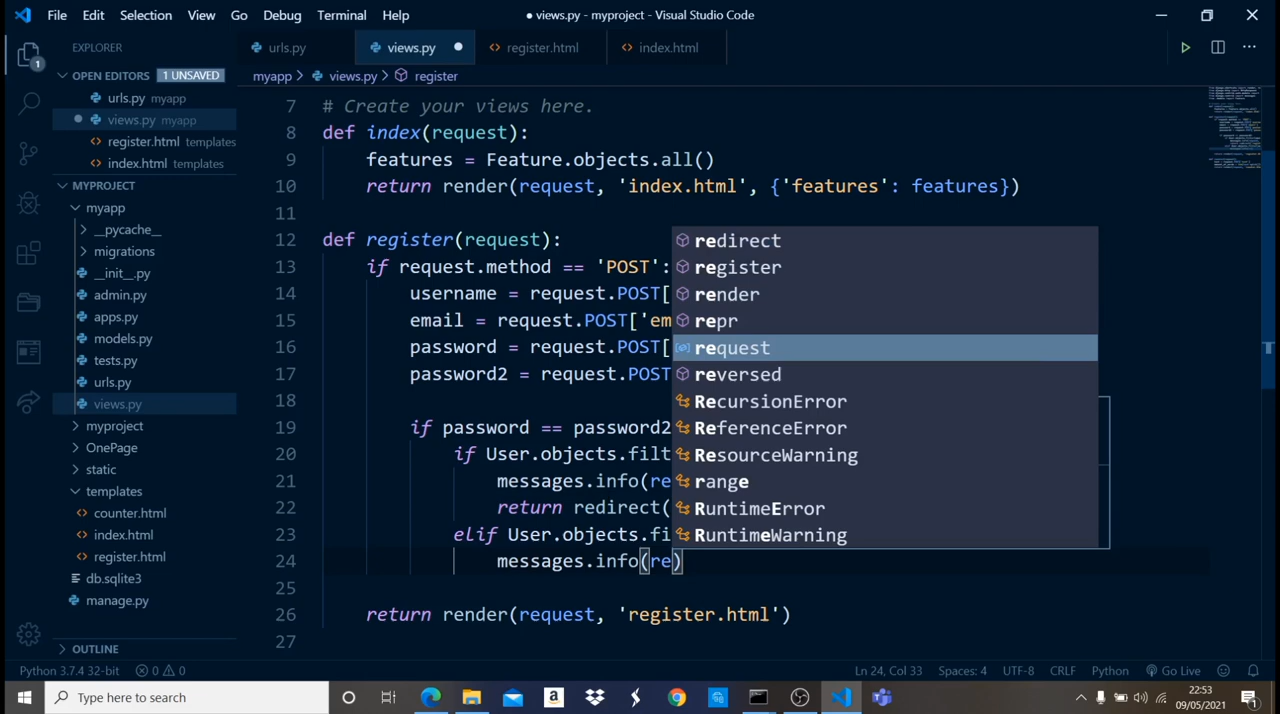 File Edit Selection View Go Debug Terminal Help
● views.py - myproject - Visual Studio Code
EXPLORER
urls.py views.py register.html index.html
OPEN EDITORS 1 UNSAVED
myapp > views.py > register
urls.py myapp
views.py myapp
register.html templates
index.html templates
MYPROJECT
myapp
__pycache__
migrations
__init__.py
admin.py
apps.py
models.py
tests.py
urls.py
views.py
myproject
OnePage
static
templates
counter.html
index.html
register.html
db.sqlite3
manage.py
OUTLINE
1
7 # Create your views here.
8 def index(request):
9 features = Feature.objects.all()
10 return render(request, 'index.html', {'features': features})
11
12 def register(request):
13 if request.method == 'POST':
14 username = request.POST[
15 email = request.POST['em
16 password = request.POST[
17 password2 = request.POST
18
19 if password == password2
20 if User.objects.filt
21 messages.info(re
22 return redirect(
23 elif User.objects.fi
24 messages.info(re)
25
26 return render(request, 'register.html')
27
redirect
register
render
repr
request
reversed
RecursionError
ReferenceError
ResourceWarning
range
RuntimeError
RuntimeWarning
Python 3.7.4 32-bit 0 0 Ln 24, Col 33 Spaces: 4 UTF-8 CRLF Python Go Live
Type here to search
22:53
09/05/2021
1